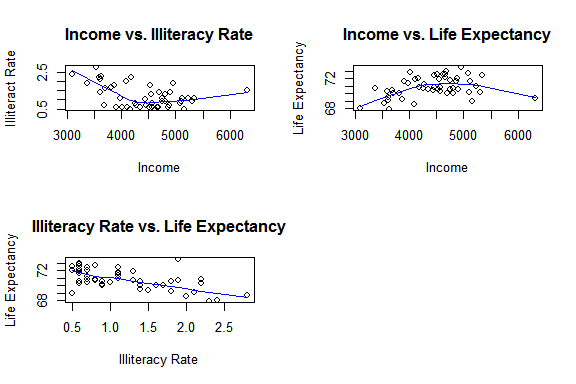 Income vs. Illiteracy Rate
Illiteract Rate
0.5
2.5
3000
4000
5000
6000
Income
Income vs. Life Expectancy
Life Expectancy
68
72
3000
4000
5000
6000
Income
Illiteracy Rate vs. Life Expectancy
Life Expectancy
68
72
0.5
1.0
1.5
2.0
2.5
Illiteracy Rate